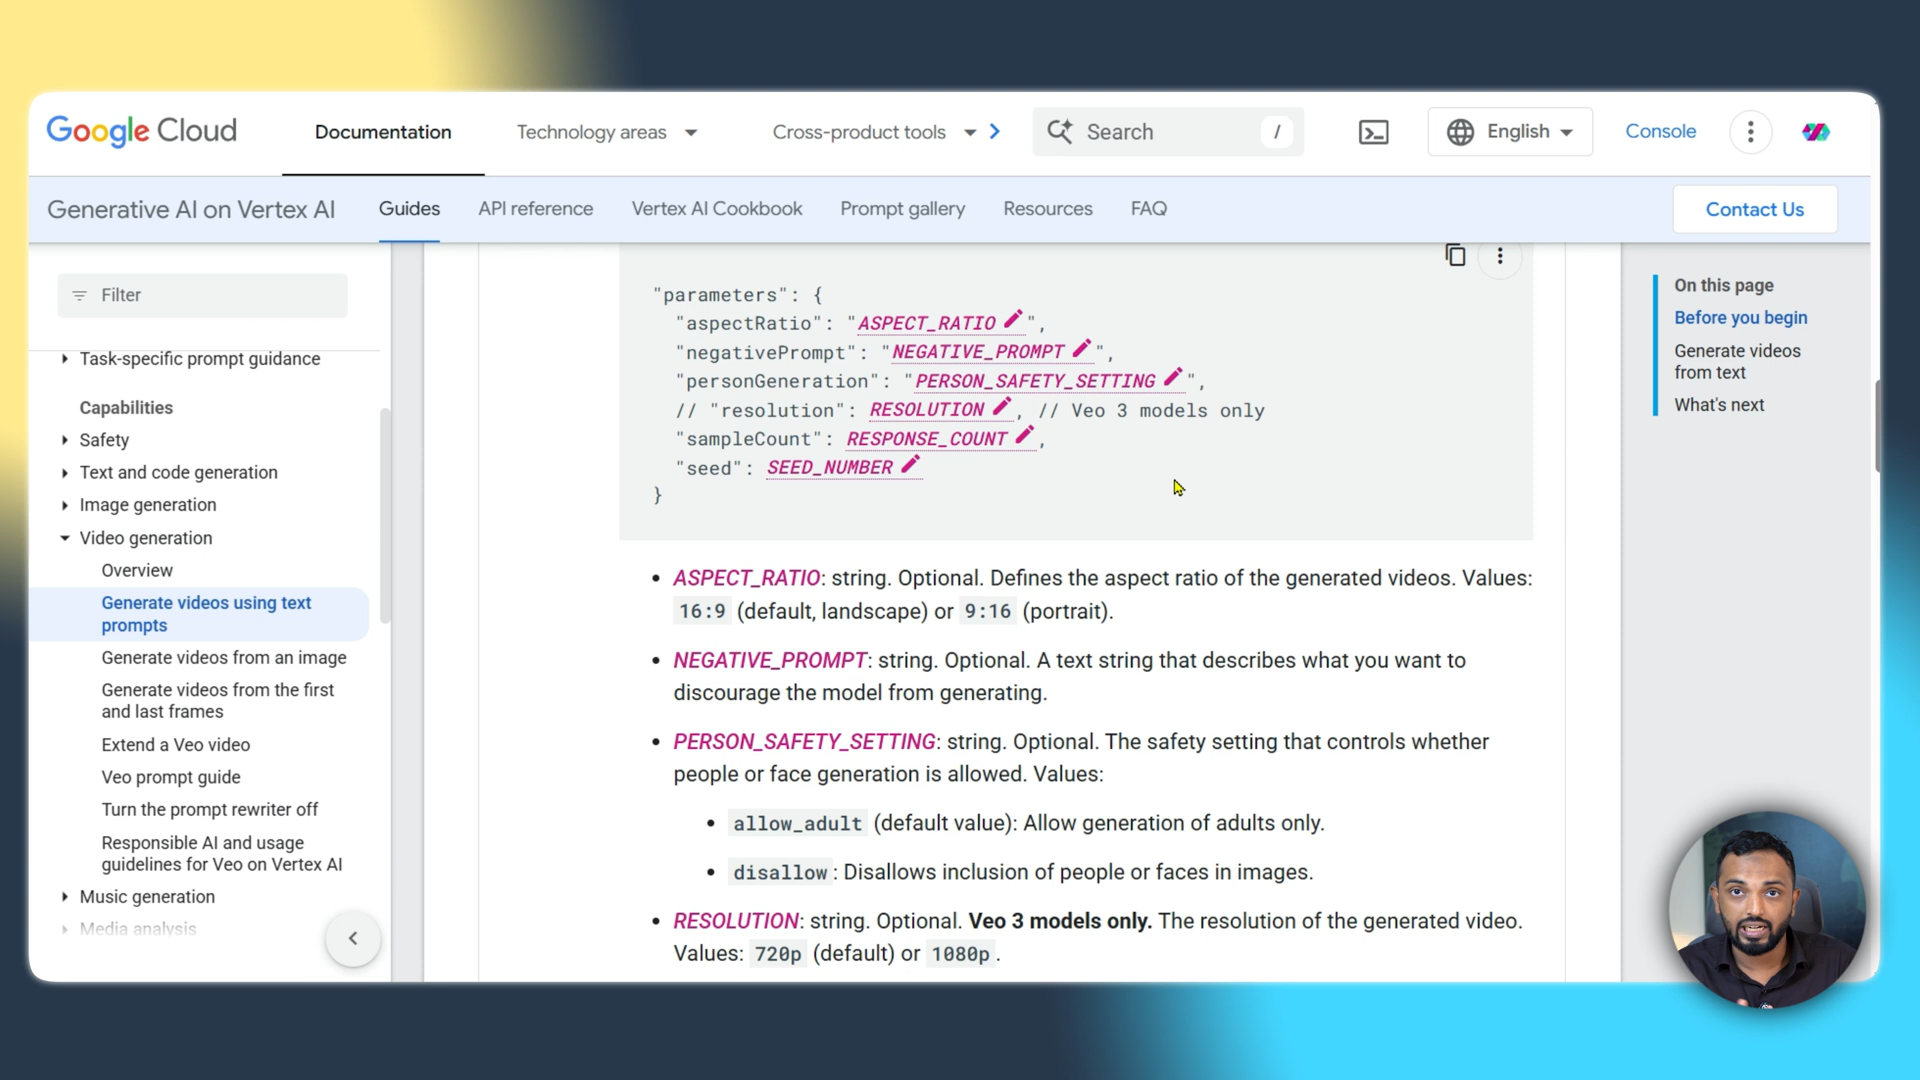 Google Cloud
Documentation
Technology areas
Cross-product tools
Search
/
English
Console
Generative AI on Vertex AI
Guides
API reference
Vertex AI Cookbook
Prompt gallery
Resources
FAQ
Contact Us
Filter
Task-specific prompt guidance
Capabilities
Safety
Text and code generation
Image generation
Video generation
Overview
Generate videos using text
prompts
Generate videos from an image
Generate videos from the first
and last frames
Extend a Veo video
Veo prompt guide
Turn the prompt rewriter off
Responsible AI and usage
guidelines for Veo on Vertex AI
Music generation
Media analysis
"parameters": {
"aspectRatio": "ASPECT_RATIO",
"negativePrompt": "NEGATIVE_PROMPT",
"personGeneration": "PERSON_SAFETY_SETTING",
// "resolution": RESOLUTION, // Veo 3 models only
"sampleCount": RESPONSE_COUNT,
"seed": SEED_NUMBER
}
• ASPECT_RATIO: string. Optional. Defines the aspect ratio of the generated videos. Values:
16:9 (default, landscape) or 9:16 (portrait).
• NEGATIVE_PROMPT: string. Optional. A text string that describes what you want to
discourage the model from generating.
• PERSON_SAFETY_SETTING: string. Optional. The safety setting that controls whether
people or face generation is allowed. Values:
• allow_adult (default value): Allow generation of adults only.
• disallow: Disallows inclusion of people or faces in images.
• RESOLUTION: string. Optional. Veo 3 models only. The resolution of the generated video.
Values: 720p (default) or 1080p.
On this page
Before you begin
Generate videos
from text
What's next